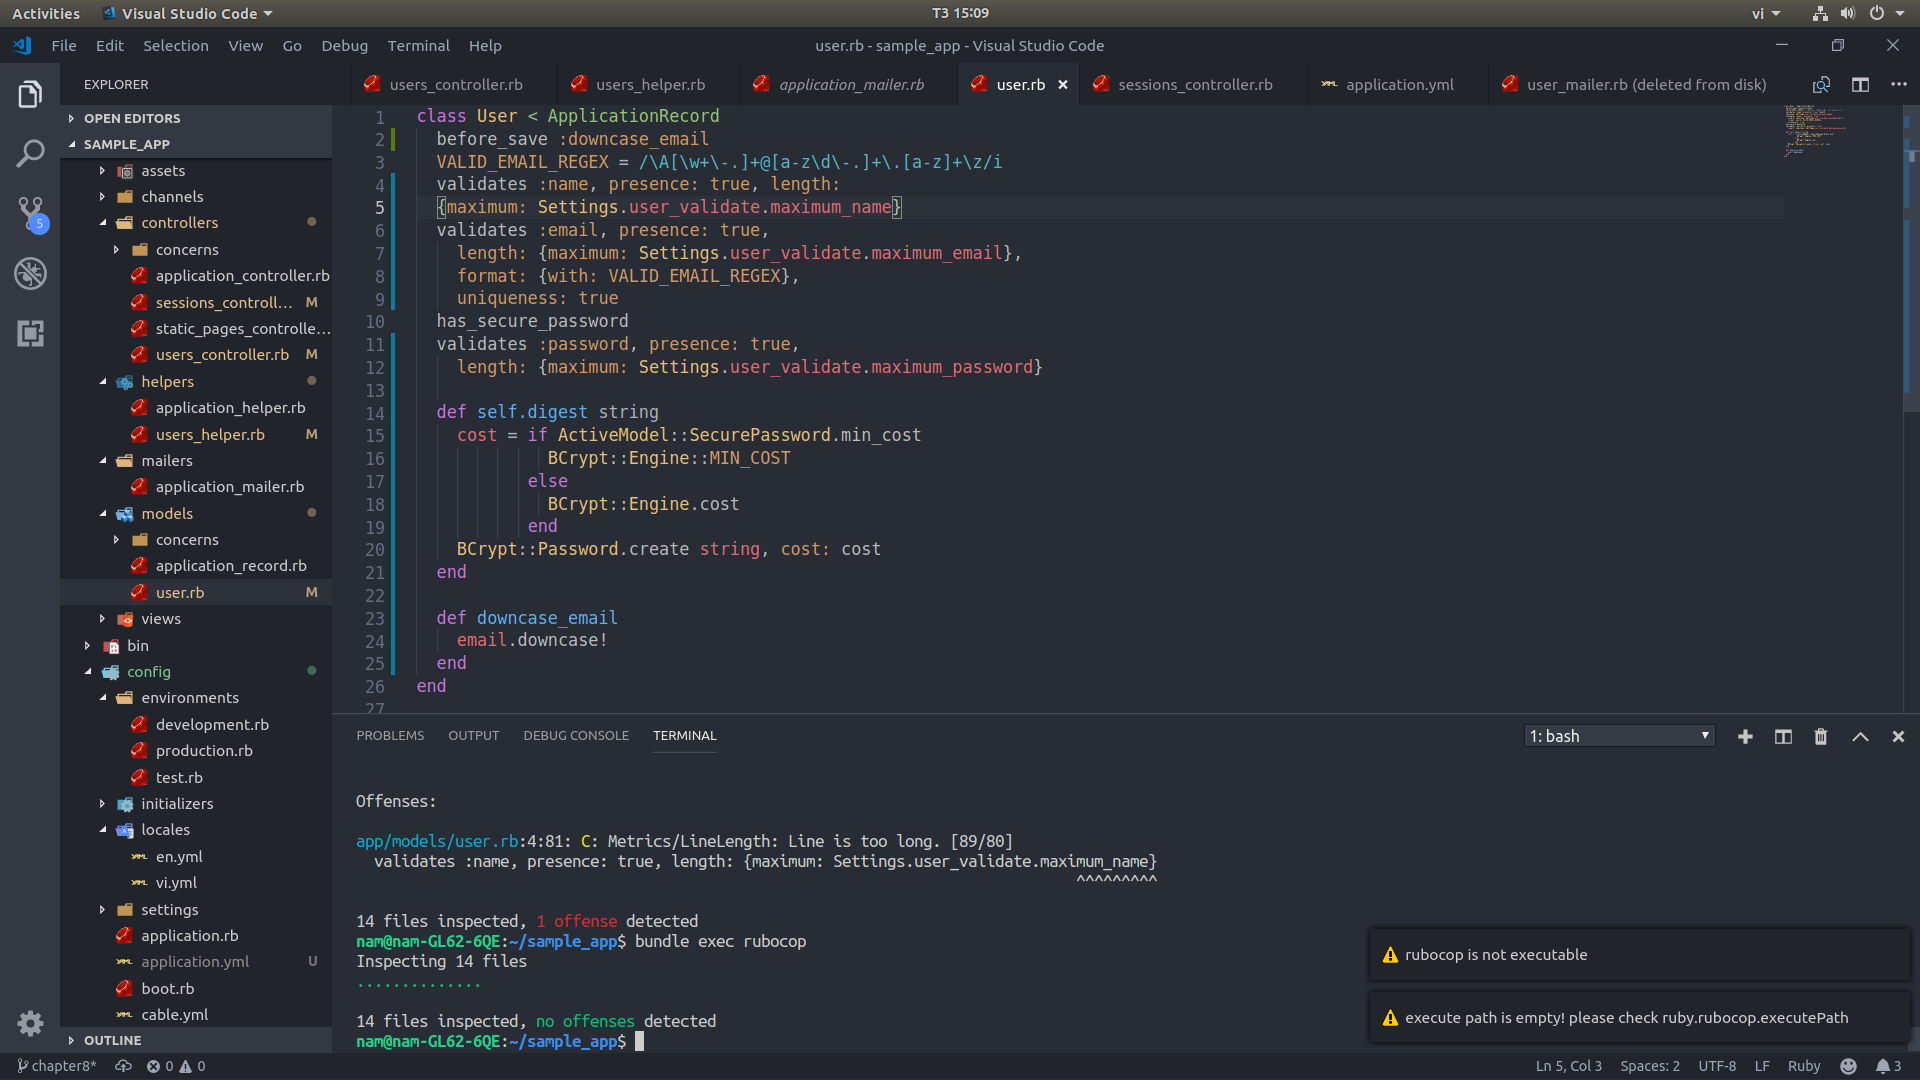 Activities
Visual Studio Code
T3 15:09
vi
File Edit Selection View Go Debug Terminal Help
user.rb - sample_app - Visual Studio Code
EXPLORER
users_controller.rb
users_helper.rb
application_mailer.rb
user.rb
sessions_controller.rb
application.yml
user_mailer.rb (deleted from disk)
OPEN EDITORS
SAMPLE_APP
assets
channels
controllers
concerns
application_controller.rb
sessions_controll... M
static_pages_controlle...
users_controller.rb M
helpers
application_helper.rb
users_helper.rb M
mailers
application_mailer.rb
models
concerns
application_record.rb
user.rb M
views
bin
config
environments
development.rb
production.rb
test.rb
initializers
locales
en.yml
vi.yml
settings
application.rb
application.yml U
boot.rb
cable.yml
OUTLINE
5
1 class User < ApplicationRecord
2 before_save :downcase_email
3 VALID_EMAIL_REGEX = /\A[\w+\-.]+@[a-z\d\-.]+\.[a-z]+\z/i
4 validates :name, presence: true, length:
5 {maximum: Settings.user_validate.maximum_name}
6 validates :email, presence: true,
7 length: {maximum: Settings.user_validate.maximum_email},
8 format: {with: VALID_EMAIL_REGEX},
9 uniqueness: true
10 has_secure_password
11 validates :password, presence: true,
12 length: {maximum: Settings.user_validate.maximum_password}
13
14 def self.digest string
15 cost = if ActiveModel::SecurePassword.min_cost
16 BCrypt::Engine::MIN_COST
17 else
18 BCrypt::Engine.cost
19 end
20 BCrypt::Password.create string, cost: cost
21 end
22
23 def downcase_email
24 email.downcase!
25 end
26 end
27
PROBLEMS OUTPUT DEBUG CONSOLE TERMINAL
1: bash
Offenses:
app/models/user.rb:4:81: C: Metrics/LineLength: Line is too long. [89/80]
validates :name, presence: true, length: {maximum: Settings.user_validate.maximum_name}
^^^^^^^^^
14 files inspected, 1 offense detected
nam@nam-GL62-6QE:~/sample_app$ bundle exec rubocop
Inspecting 14 files
..............
14 files inspected, no offenses detected
nam@nam-GL62-6QE:~/sample_app$
rubocop is not executable
execute path is empty! please check ruby.rubocop.executePath
chapter8*
0 0
Ln 5, Col 3
Spaces: 2
UTF-8
LF
Ruby
3